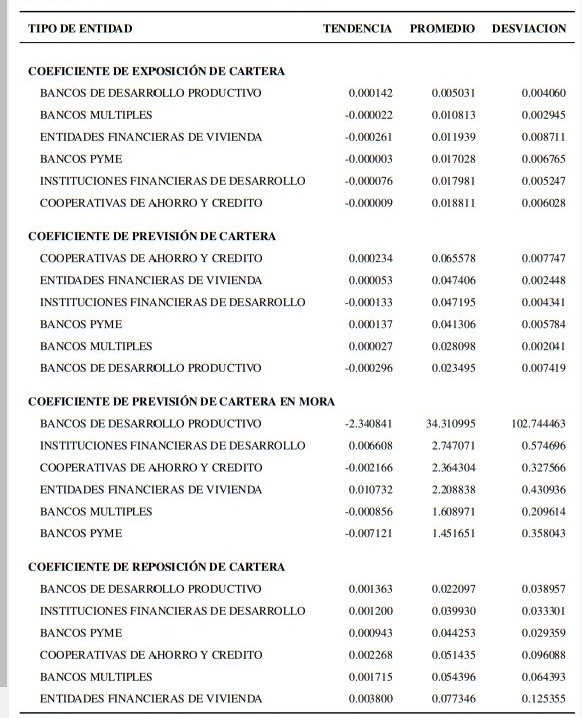 TIPO DE ENTIDAD TENDENCIA PROMEDIO DESVIACION
COEFICIENTE DE EXPOSICIÓN DE CARTERA
BANCOS DE DESARROLLO PRODUCTIVO 0.000142 0.005031 0.004060
BANCOS MULTIPLES -0.000022 0.010813 0.002945
ENTIDADES FINANCIERAS DE VIVIENDA -0.000261 0.011939 0.008711
BANCOS PYME -0.000003 0.017028 0.006765
INSTITUCIONES FINANCIERAS DE DESARROLLO -0.000076 0.017981 0.005247
COOPERATIVAS DE AHORRO Y CREDITO -0.000009 0.018811 0.006028
COEFICIENTE DE PREVISIÓN DE CARTERA
COOPERATIVAS DE AHORRO Y CREDITO 0.000234 0.065578 0.007747
ENTIDADES FINANCIERAS DE VIVIENDA 0.000053 0.047406 0.002448
INSTITUCIONES FINANCIERAS DE DESARROLLO -0.000133 0.047195 0.004341
BANCOS PYME 0.000137 0.041306 0.005784
BANCOS MULTIPLES 0.000027 0.028098 0.002041
BANCOS DE DESARROLLO PRODUCTIVO -0.000296 0.023495 0.007419
COEFICIENTE DE PREVISIÓN DE CARTERA EN MORA
BANCOS DE DESARROLLO PRODUCTIVO -2.340841 34.310995 102.744463
INSTITUCIONES FINANCIERAS DE DESARROLLO 0.006608 2.747071 0.574696
COOPERATIVAS DE AHORRO Y CREDITO -0.002166 2.364304 0.327566
ENTIDADES FINANCIERAS DE VIVIENDA 0.010732 2.208838 0.430936
BANCOS MULTIPLES -0.000856 1.608971 0.209614
BANCOS PYME -0.007121 1.451651 0.358043
COEFICIENTE DE REPOSICIÓN DE CARTERA
BANCOS DE DESARROLLO PRODUCTIVO 0.001363 0.022097 0.038957
INSTITUCIONES FINANCIERAS DE DESARROLLO 0.001200 0.039930 0.033301
BANCOS PYME 0.000943 0.044253 0.029359
COOPERATIVAS DE AHORRO Y CREDITO 0.002268 0.051435 0.096088
BANCOS MULTIPLES 0.001715 0.054396 0.064393
ENTIDADES FINANCIERAS DE VIVIENDA 0.003800 0.077346 0.125355